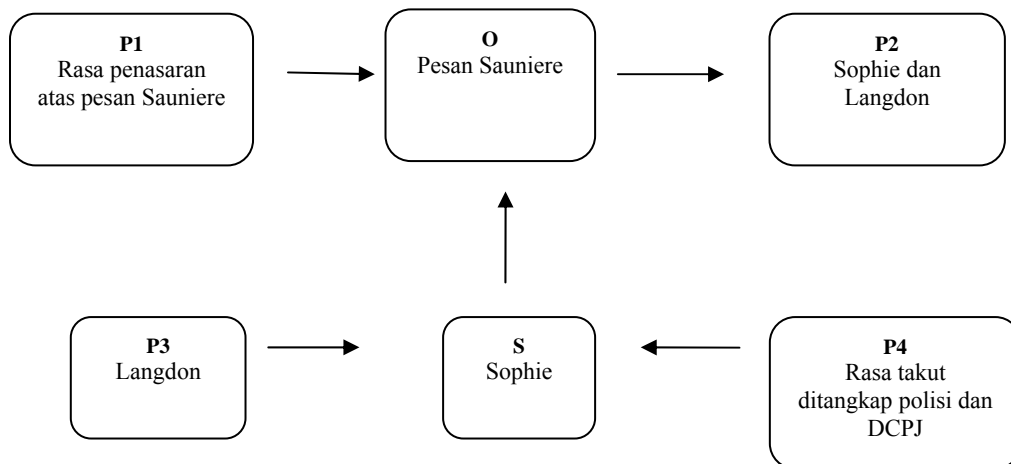 P1
Rasa penasaran
atas pesan Sauniere
O
Pesan Sauniere
P2
Sophie dan
Langdon
P3
Langdon
S
Sophie
P4
Rasa takut
ditangkap polisi dan
DCPJ